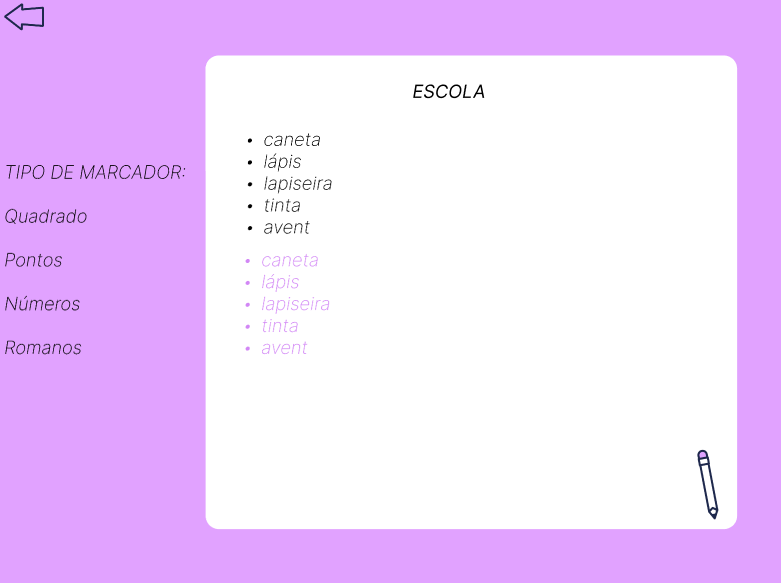 ESCOLA
TIPO DE MARCADOR:
Quadrado
Pontos
Números
Romanos
• caneta
• lápis
• lapiseira
• tinta
• avent
• caneta
• lápis
• lapiseira
• tinta
• avent